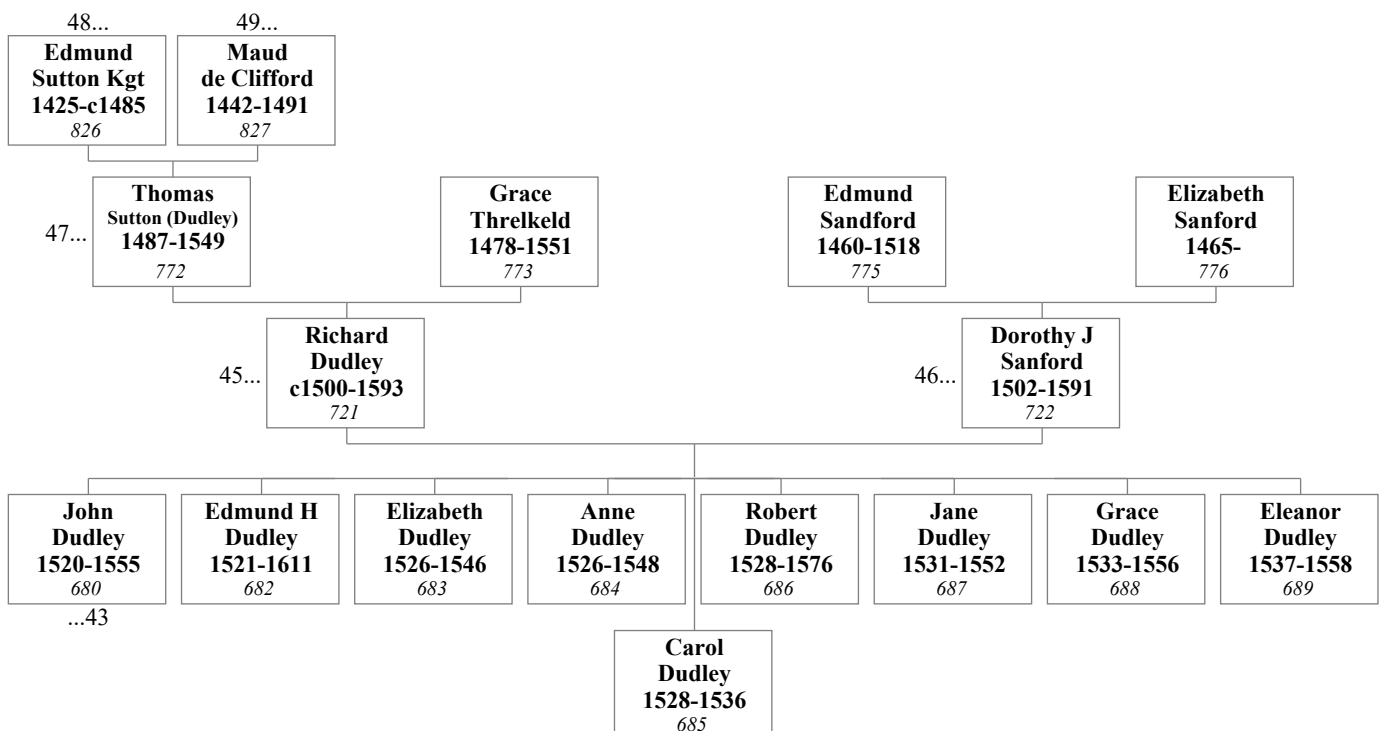 48...
49...
Edmund
Sutton Kgt
1425-c1485
826
Maud
de Clifford
1442-1491
827
47...
Thomas
Sutton (Dudley)
1487-1549
772
Grace
Threlkeld
1478-1551
773
Edmund
Sandford
1460-1518
775
Elizabeth
Sanford
1465-
776
45...
Richard
Dudley
c1500-1593
721
46...
Dorothy J
Sanford
1502-1591
722
John
Dudley
1520-1555
680
...43
Edmund H
Dudley
1521-1611
682
Elizabeth
Dudley
1526-1546
683
Anne
Dudley
1526-1548
684
Robert
Dudley
1528-1576
686
Jane
Dudley
1531-1552
687
Grace
Dudley
1533-1556
688
Eleanor
Dudley
1537-1558
689
Carol
Dudley
1528-1536
685